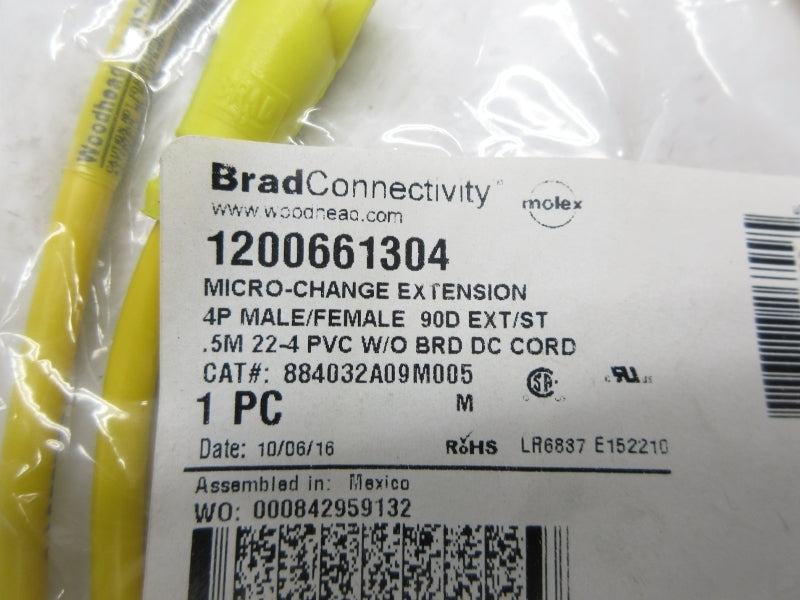 Woodhead
BradConnectivity
www.woodhead.com
molex
1200661304
MICRO-CHANGE EXTENSION
4P MALE/FEMALE 90D EXT/ST
.5M 22-4 PVC W/O BRD DC CORD
CAT#: 884032A09M005
1 PC M
Date: 10/06/16 RoHS LR6837 E152210
Assembled in: Mexico
WO: 000842959132